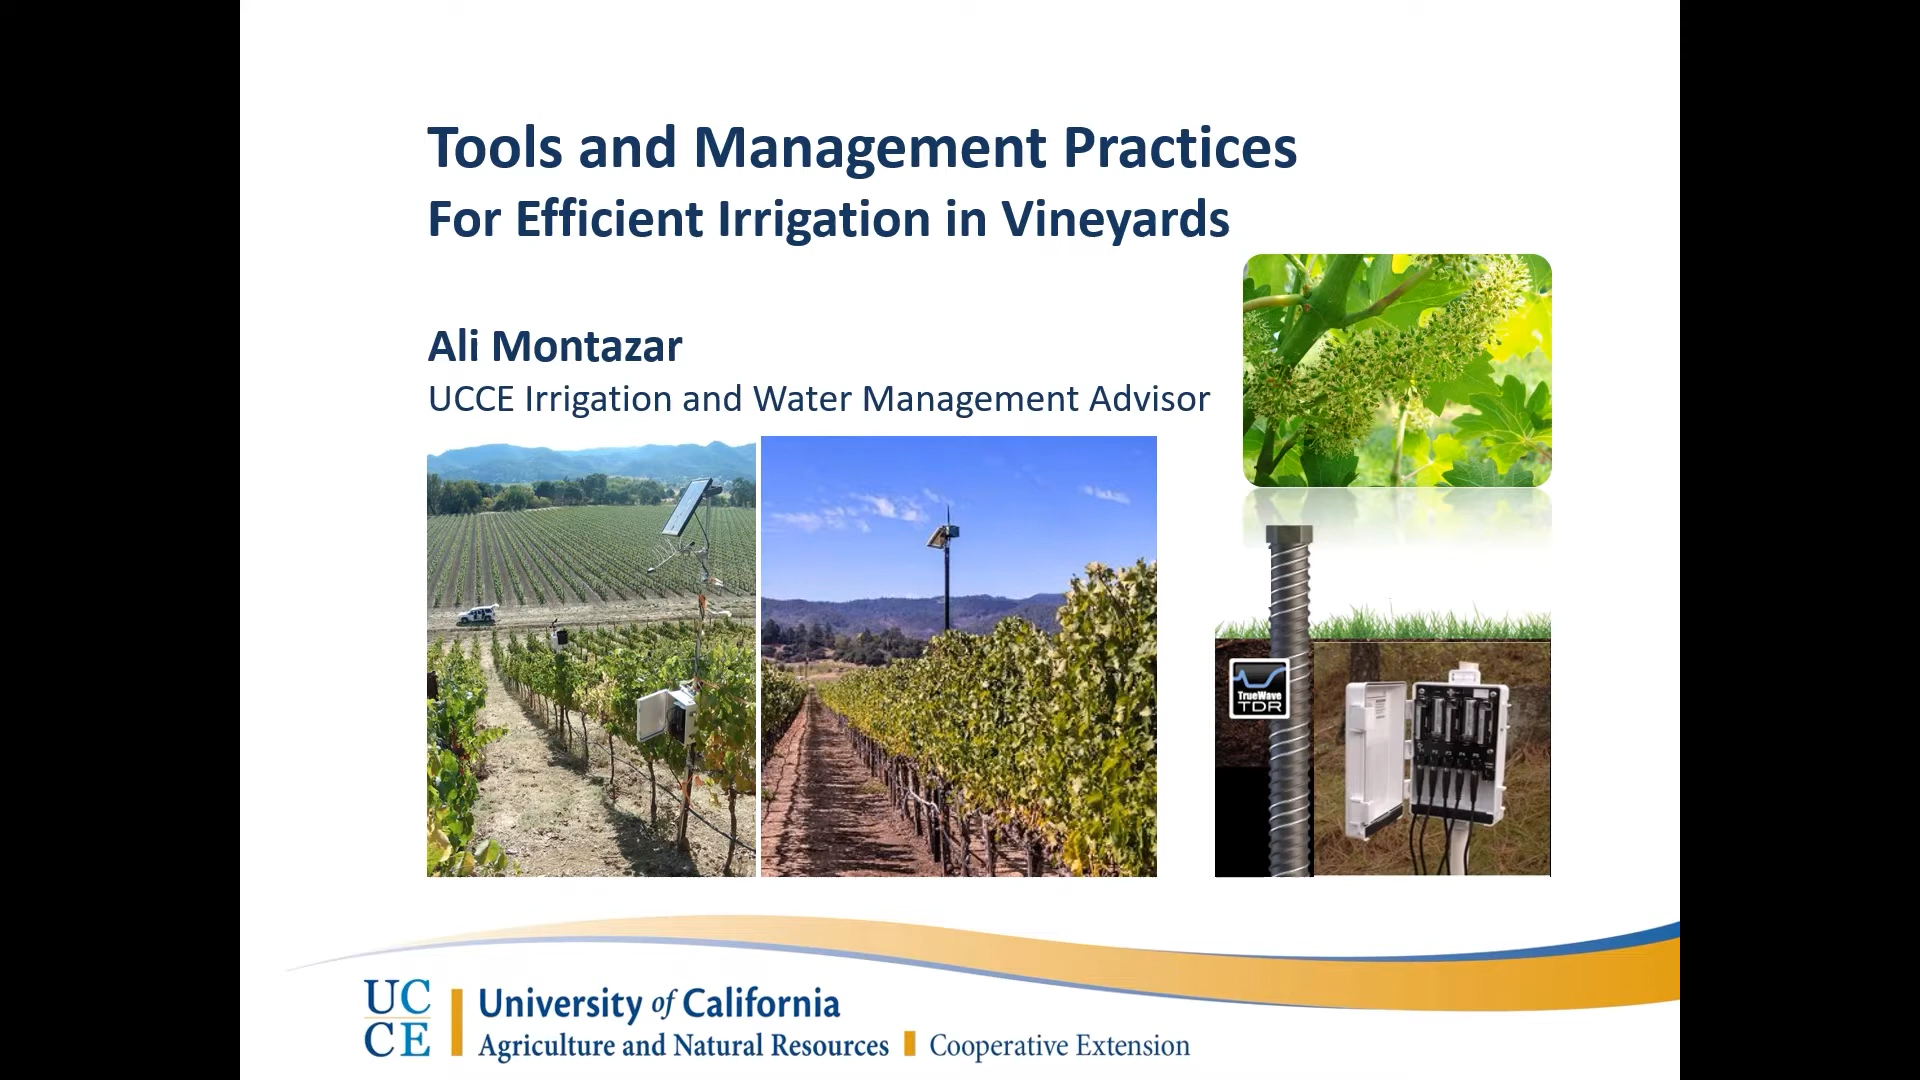 Tools and Management Practices
For Efficient Irrigation in Vineyards
Ali Montazar
UCCE Irrigation and Water Management Advisor
TrueWave
TDR
UC
CE
University of California
Agriculture and Natural Resources
Cooperative Extension